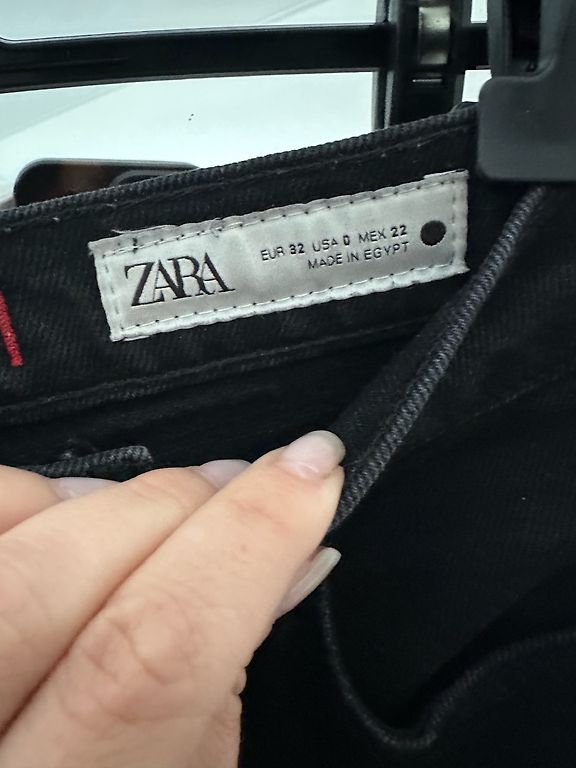 ZARA
EUR 32 USA 0 MEX 22
MADE IN EGYPT